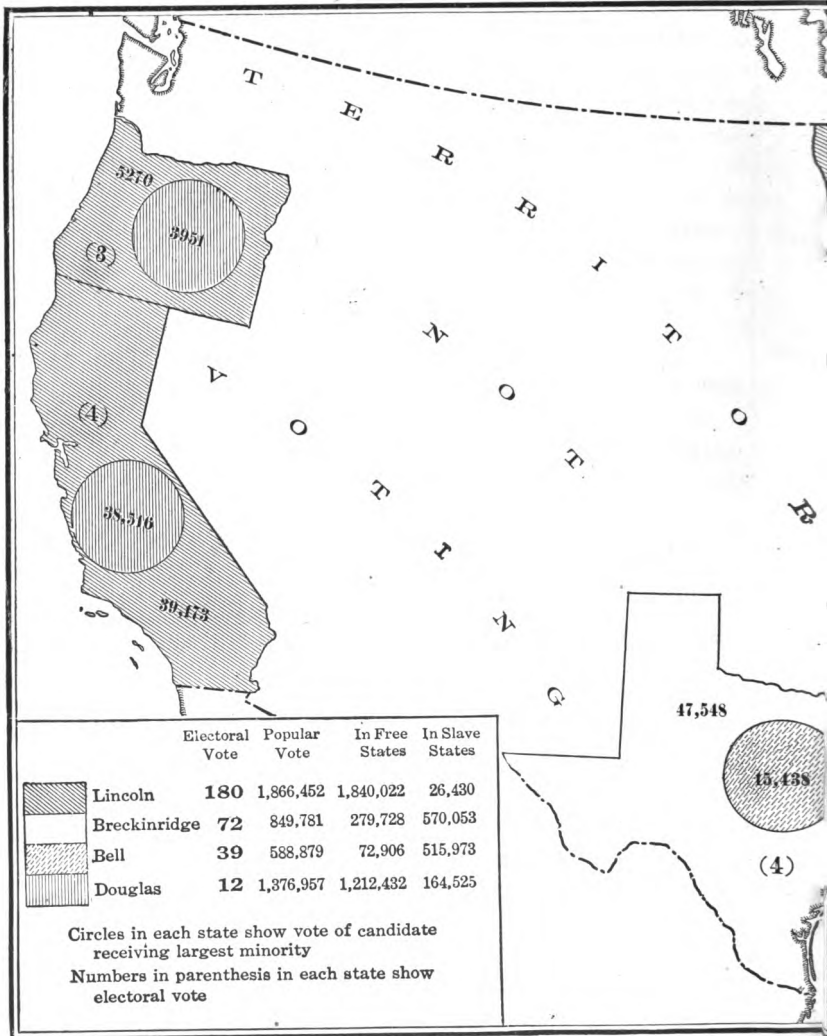 TERRITOR
NOT
VOTING
5270
3951
(3)
(4)
38,516
39,473
47,548
15,438
(4)
Electoral Vote Popular Vote In Free States In Slave States
Lincoln 180 1,866,452 1,840,022 26,430
Breckinridge 72 849,781 279,728 570,053
Bell 39 588,879 72,906 515,973
Douglas 12 1,376,957 1,212,432 164,525
Circles in each state show vote of candidate
receiving largest minority
Numbers in parenthesis in each state show
electoral vote